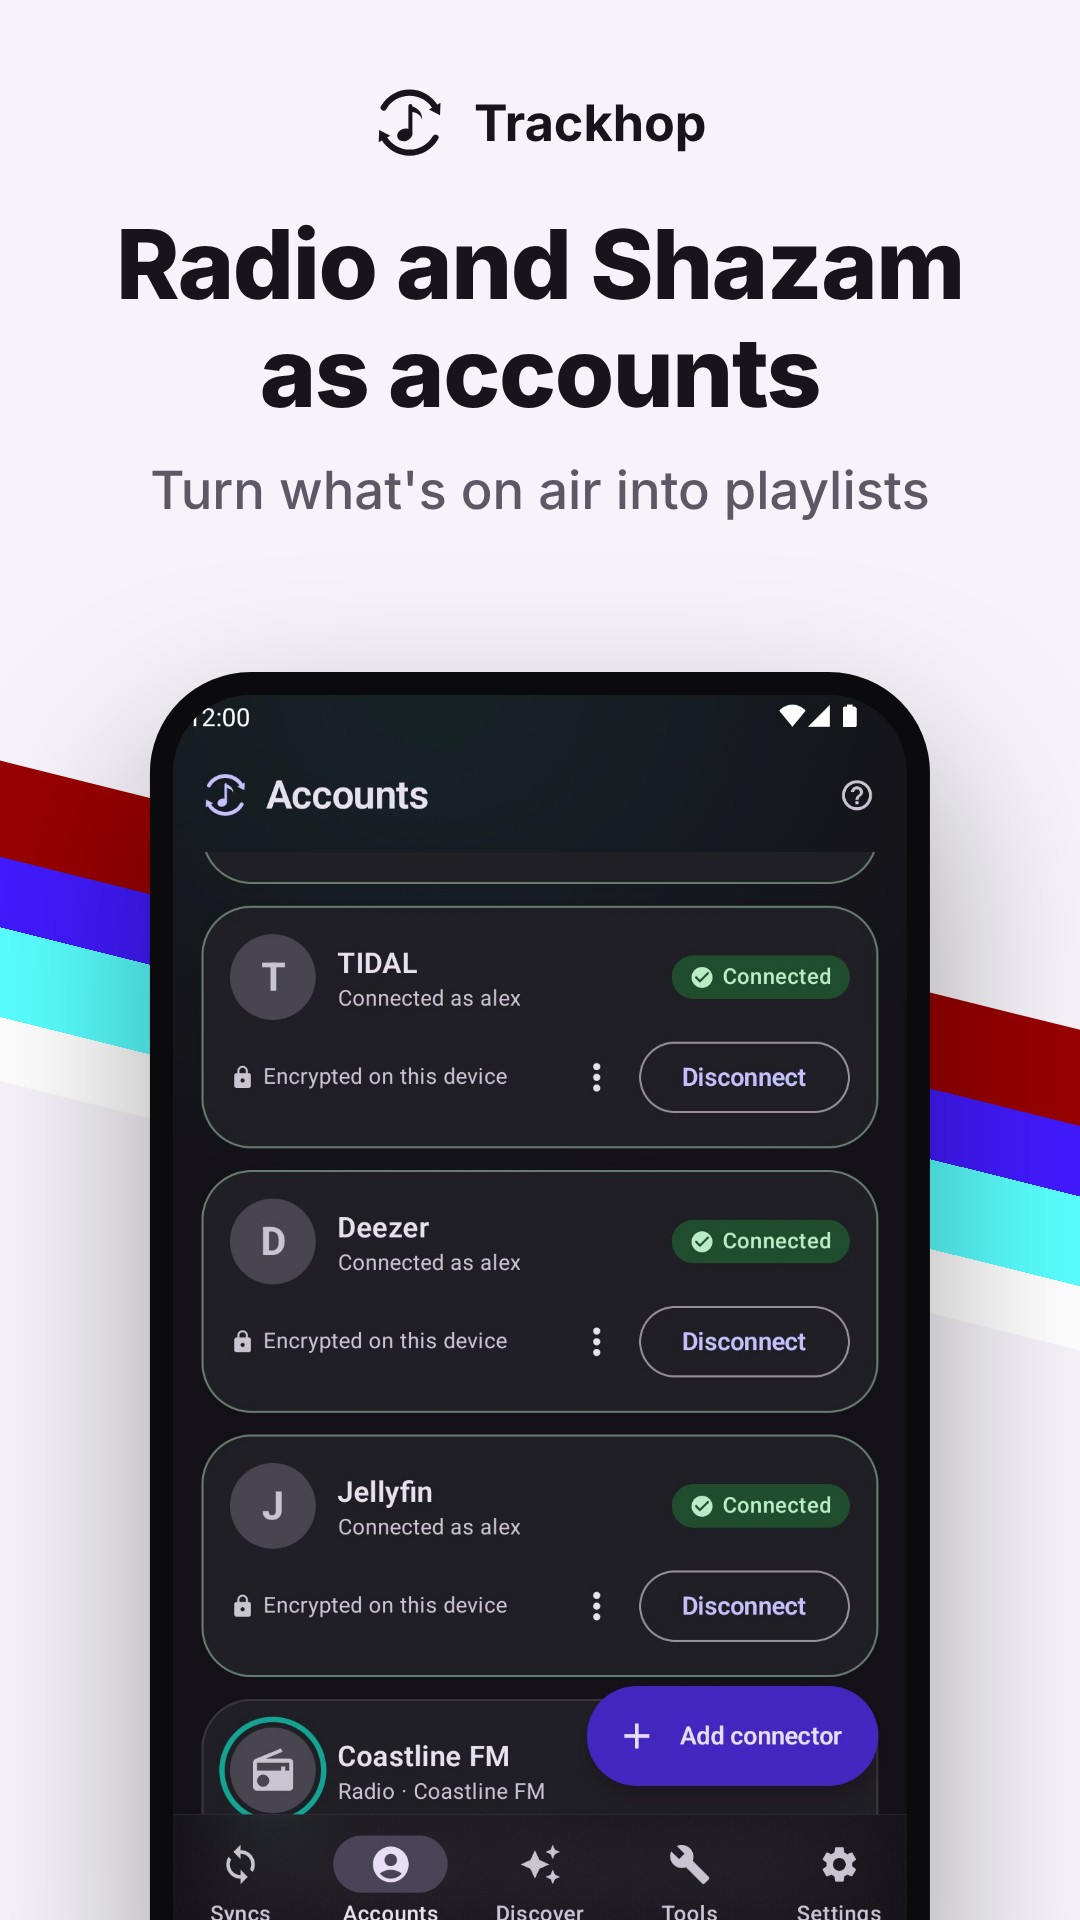 Trackhop
Radio and Shazam
as accounts
Turn what's on air into playlists
12:00
Accounts
T
TIDAL
Connected as alex
Connected
Encrypted on this device
Disconnect
D
Deezer
Connected as alex
Connected
Encrypted on this device
Disconnect
J
Jellyfin
Connected as alex
Connected
Encrypted on this device
Disconnect
Coastline FM
Radio · Coastline FM
Add connector
Syncs
Accounts
Discover
Tools
Settings